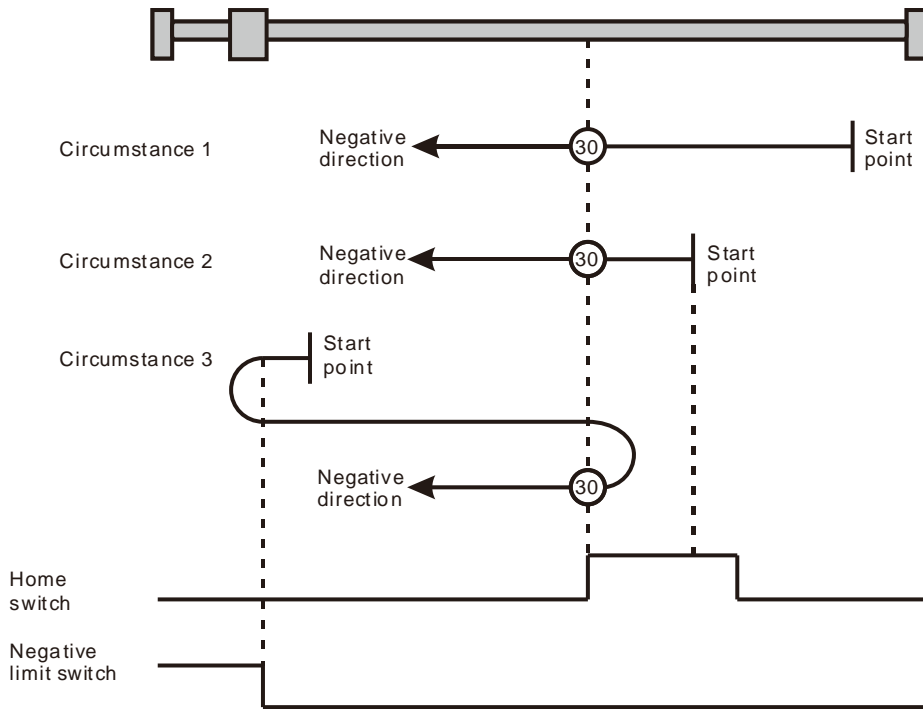 Circumstance 1
Negative
direction
30
Start
point
Circumstance 2
Negative
direction
30
Start
point
Circumstance 3
Start
point
Negative
direction
30
Home
switch
Negative
limit switch